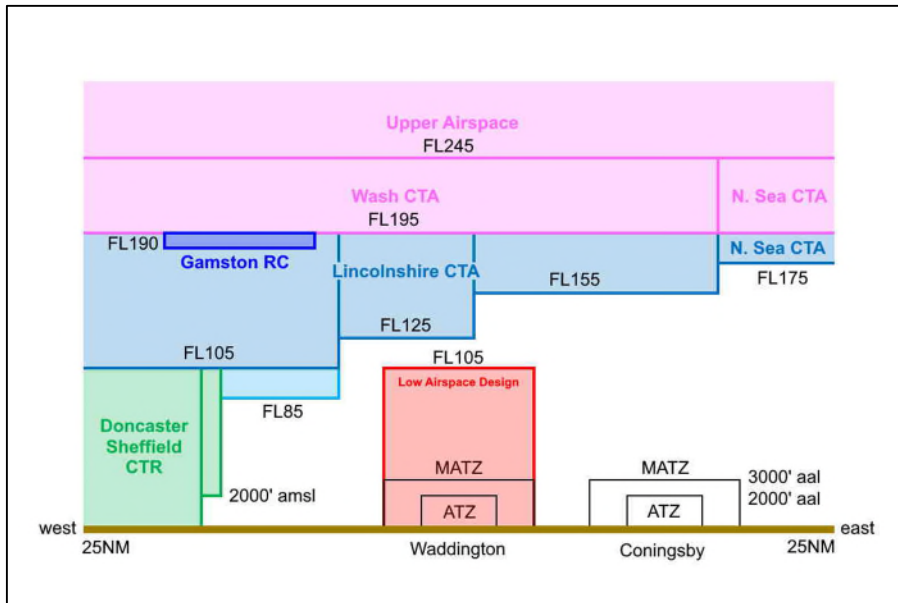 Upper Airspace
FL245
Wash CTA
N. Sea CTA
FL195
FL190
Gamston RC
Lincolnshire CTA
N. Sea CTA
FL155
FL175
FL125
FL105
FL105
Low Airspace Design
FL85
Doncaster
Sheffield
CTR
MATZ
MATZ
3000' aal
2000' amsl
2000' aal
ATZ
ATZ
west
east
25NM
Waddington
Coningsby
25NM